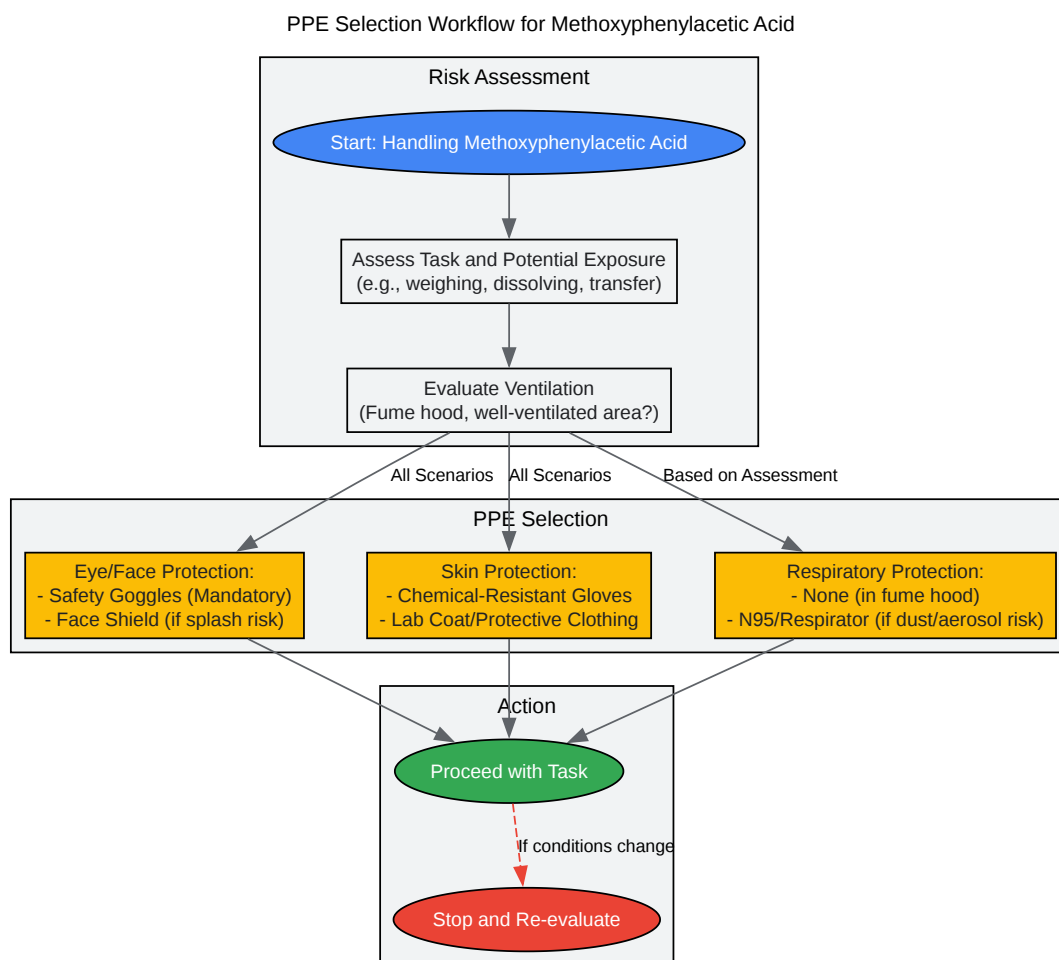 PPE Selection Workflow for Methoxyphenylacetic Acid
Risk Assessment
Start: Handling Methoxyphenylacetic Acid
Assess Task and Potential Exposure
(e.g., weighing, dissolving, transfer)
Evaluate Ventilation
(Fume hood, well-ventilated area?)
All Scenarios
All Scenarios
Based on Assessment
PPE Selection
Eye/Face Protection:
- Safety Goggles (Mandatory)
- Face Shield (if splash risk)
Skin Protection:
- Chemical-Resistant Gloves
- Lab Coat/Protective Clothing
Respiratory Protection:
- None (in fume hood)
- N95/Respirator (if dust/aerosol risk)
Action
Proceed with Task
If conditions change
Stop and Re-evaluate